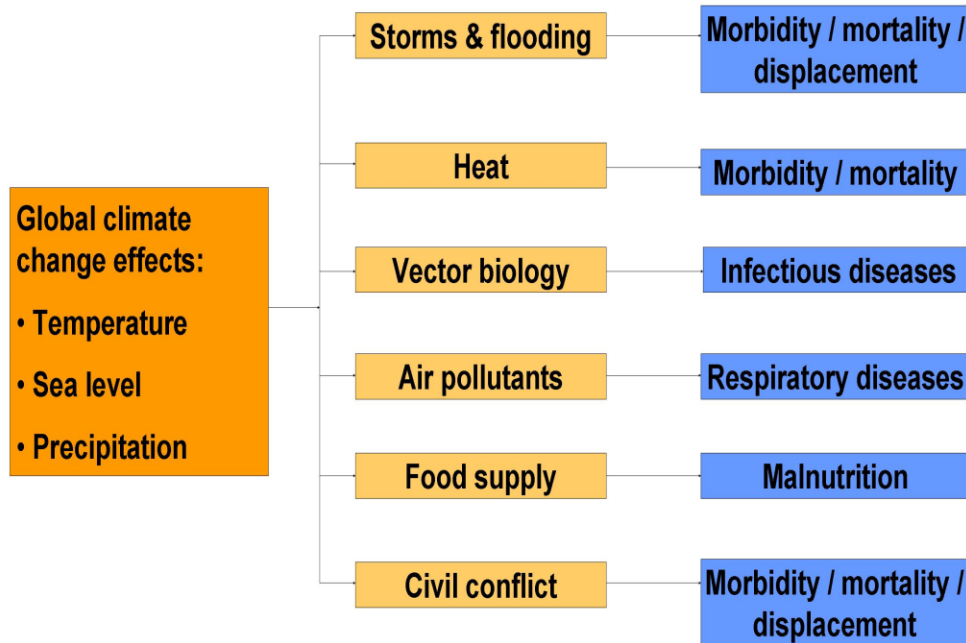 Global climate
change effects:
• Temperature
• Sea level
• Precipitation
Storms & flooding
Morbidity / mortality /
displacement
Heat
Morbidity / mortality
Vector biology
Infectious diseases
Air pollutants
Respiratory diseases
Food supply
Malnutrition
Civil conflict
Morbidity / mortality /
displacement